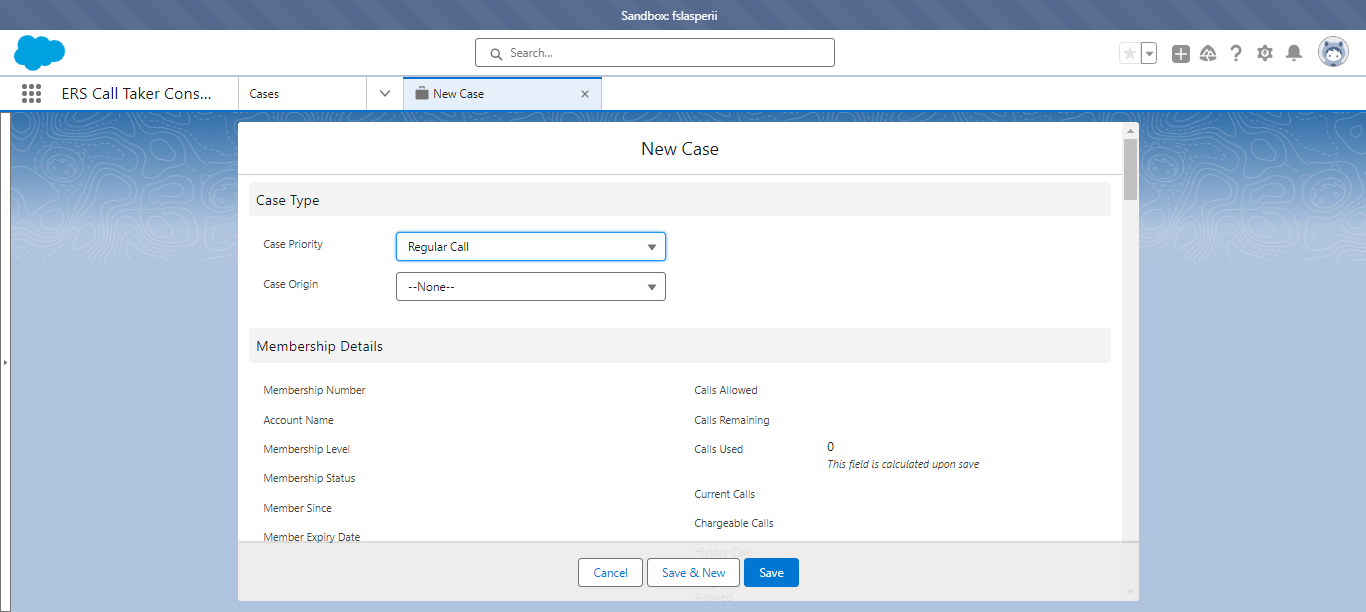 Sandbox: fslasperii
Search...
ERS Call Taker Cons...
Cases
New Case
New Case
Case Type
Case Priority
Regular Call
Case Origin
--None--
Membership Details
Membership Number
Calls Allowed
Account Name
Calls Remaining
Membership Level
Calls Used
0
This field is calculated upon save
Membership Status
Current Calls
Member Since
Chargeable Calls
Member Expiry Date
History Calls
Cancel
Save & New
Save
Allowed